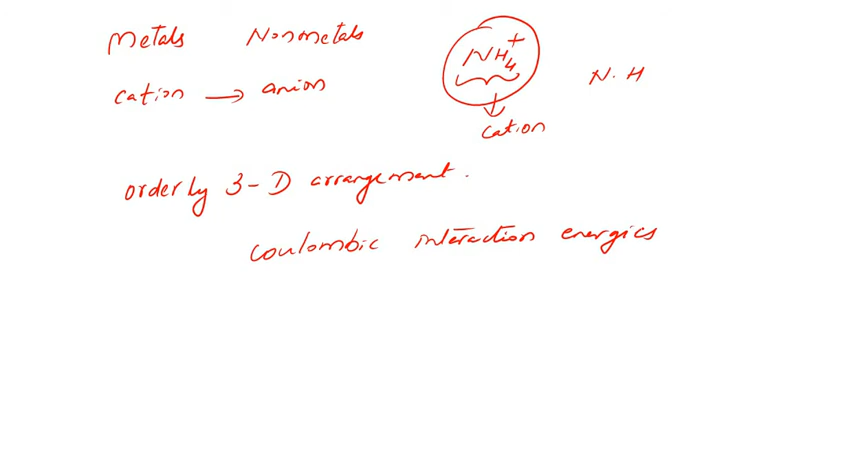 Metals Nonmetals
NH4+
cation → anion
N.H
cation
orderly 3-D arrangement.
coulombic interaction energies